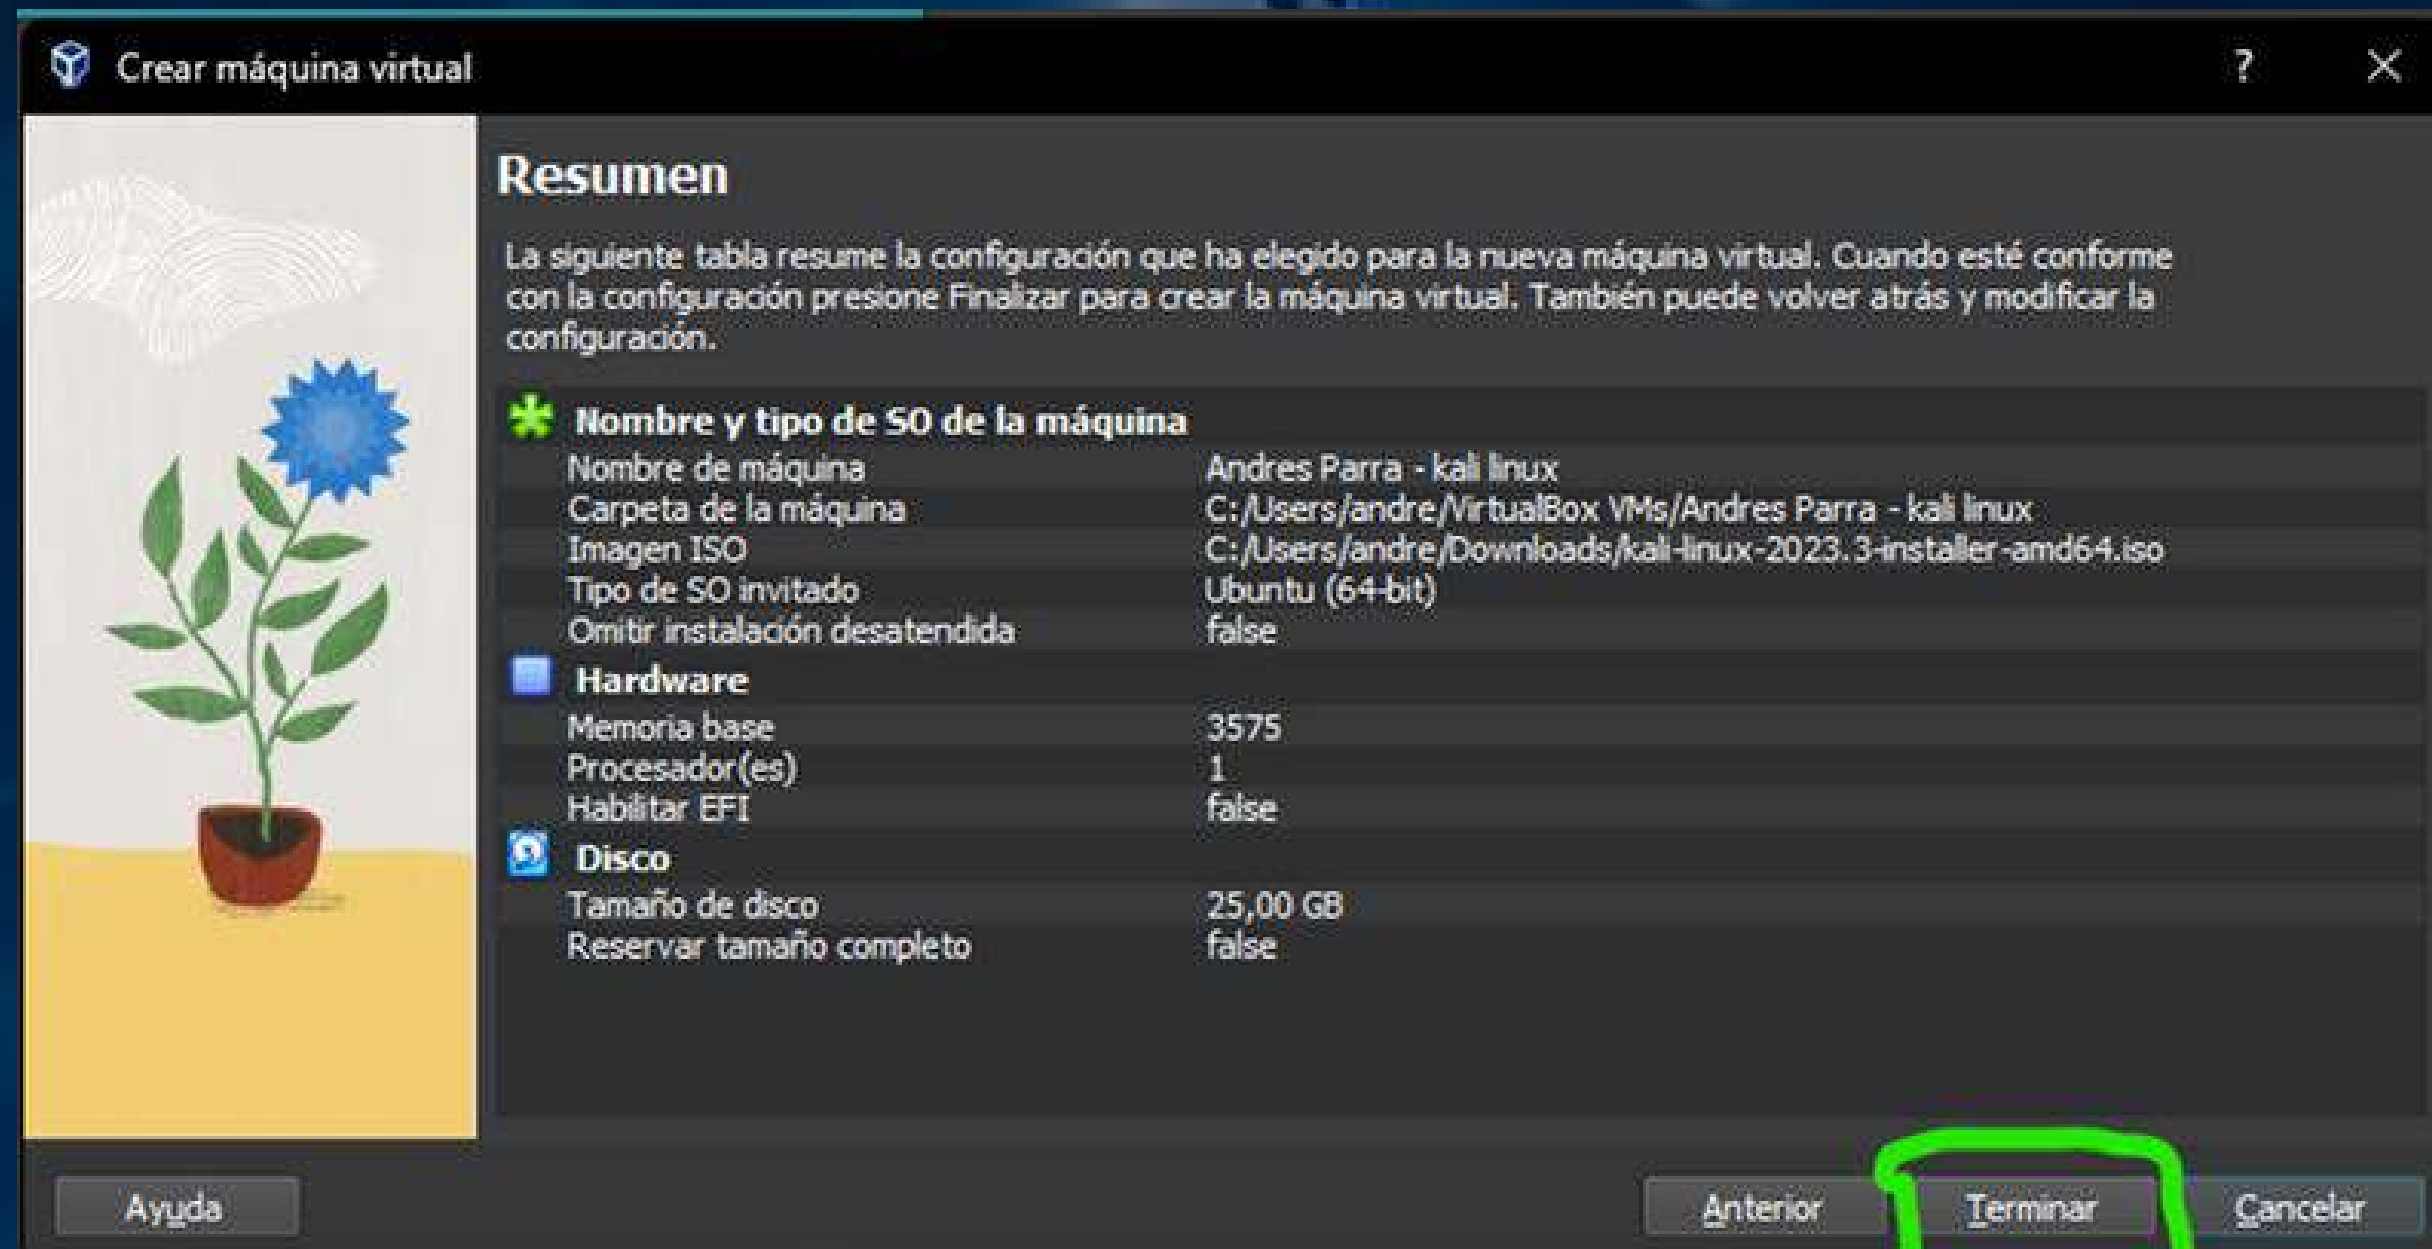 Crear máquina virtual
?
Resumen
La siguiente tabla resume la configuración que ha elegido para la nueva máquina virtual. Cuando esté conforme
con la configuración presione Finalizar para crear la máquina virtual. También puede volver atrás y modificar la
configuración.
Nombre y tipo de SO de la máquina
Nombre de máquina Andres Parra - kali linux
Carpeta de la máquina C:/Users/andre/VirtualBox VMs/Andres Parra - kali linux
Imagen ISO C:/Users/andre/Downloads/kali-linux-2023.3-installer-amd64.iso
Tipo de SO invitado Ubuntu (64-bit)
Omitir instalación desatendida false
Hardware
Memoria base 3575
Procesador(es) 1
Habilitar EFI false
Disco
Tamaño de disco 25,00 GB
Reservar tamaño completo false
Ayuda Anterior Terminar Cancelar